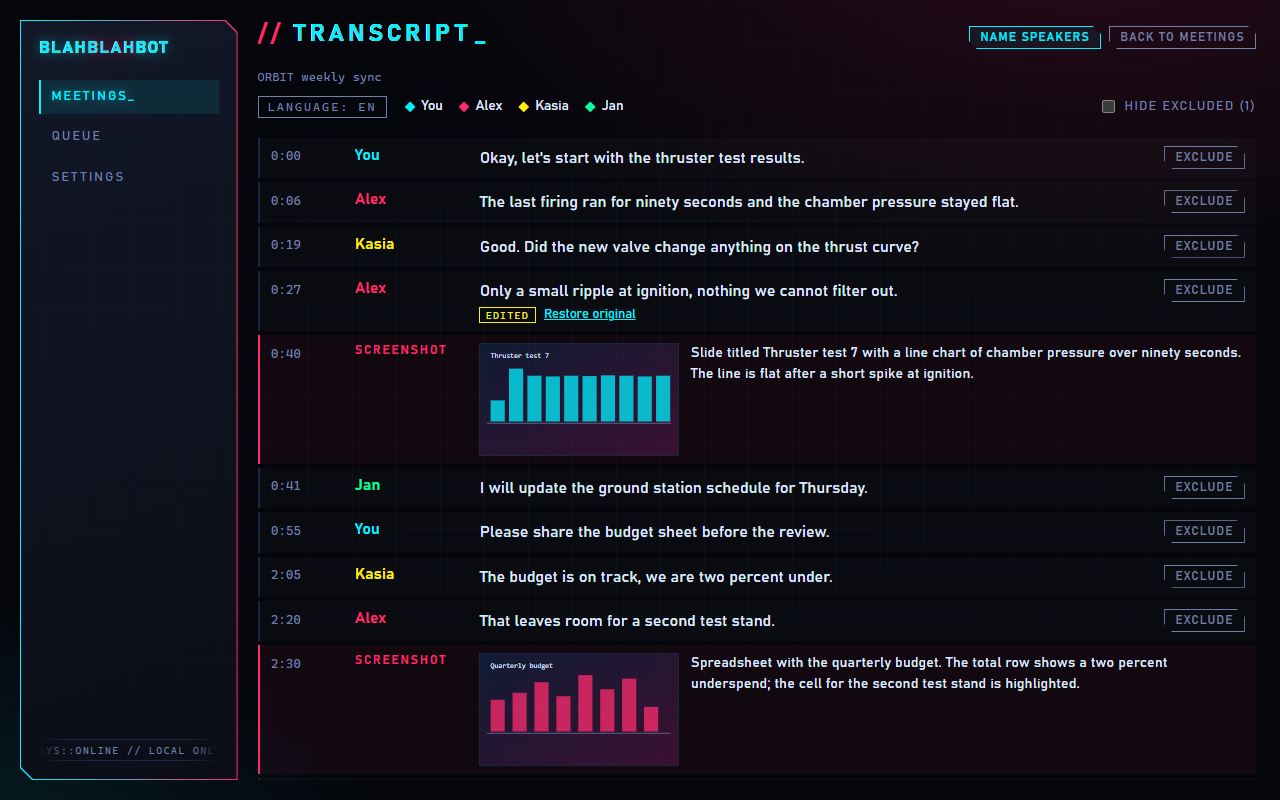 BLAHBLAHBOT
MEETINGS_
QUEUE
SETTINGS
SYS::ONLINE // LOCAL ONL
// TRANSCRIPT_
NAME SPEAKERS
BACK TO MEETINGS
ORBIT weekly sync
LANGUAGE: EN
You
Alex
Kasia
Jan
HIDE EXCLUDED (1)
0:00 You Okay, let's start with the thruster test results. EXCLUDE
0:06 Alex The last firing ran for ninety seconds and the chamber pressure stayed flat. EXCLUDE
0:19 Kasia Good. Did the new valve change anything on the thrust curve? EXCLUDE
0:27 Alex Only a small ripple at ignition, nothing we cannot filter out. EXCLUDE
EDITED Restore original
0:40 SCREENSHOT
Thruster test 7
Slide titled Thruster test 7 with a line chart of chamber pressure over ninety seconds.
The line is flat after a short spike at ignition.
0:41 Jan I will update the ground station schedule for Thursday. EXCLUDE
0:55 You Please share the budget sheet before the review. EXCLUDE
2:05 Kasia The budget is on track, we are two percent under. EXCLUDE
2:20 Alex That leaves room for a second test stand. EXCLUDE
2:30 SCREENSHOT
Quarterly budget
Spreadsheet with the quarterly budget. The total row shows a two percent
underspend; the cell for the second test stand is highlighted.